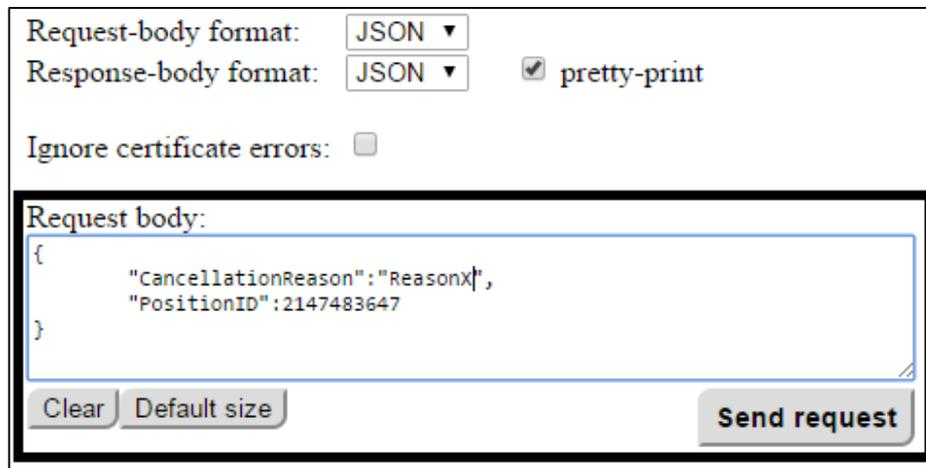 Request-body format: JSON
Response-body format: JSON pretty-print
Ignore certificate errors:
Request body:
{
"CancellationReason":"ReasonX",
"PositionID":2147483647
}
Clear Default size Send request